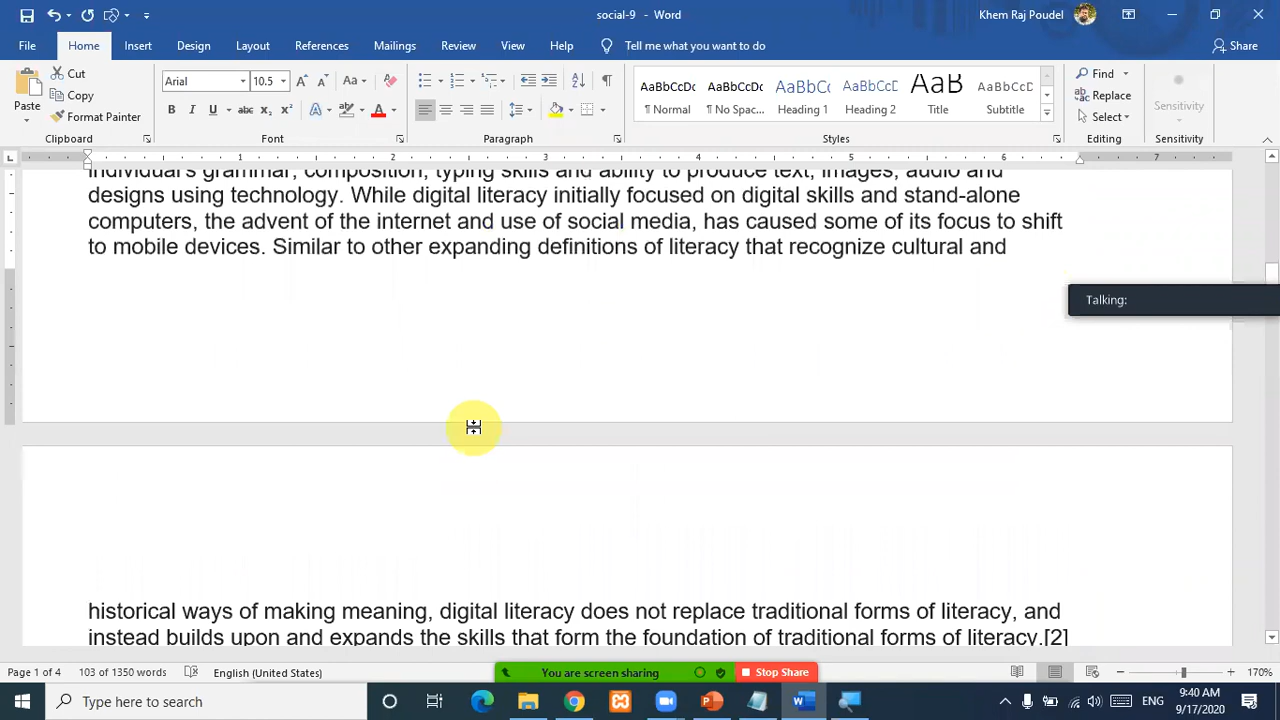 social-9 - Word
Khem Raj Poudel
File Home Insert Design Layout References Mailings Review View Help Tell me what you want to do Share
Paste Cut Copy Format Painter
Arial 10.5
AaBbCcDc AaBbCcDc AaBbC( AaBbCcC AaB AaBbCcD
¶ Normal ¶ No Spac... Heading 1 Heading 2 Title Subtitle
Find Replace Select Sensitivity
Clipboard Font Paragraph Styles Editing Sensitivity
1 2 3 4 5 6 7
individual's grammar, composition, typing skills and ability to produce text, images, audio and
designs using technology. While digital literacy initially focused on digital skills and stand-alone
computers, the advent of the internet and use of social media, has caused some of its focus to shift
to mobile devices. Similar to other expanding definitions of literacy that recognize cultural and
Talking:
historical ways of making meaning, digital literacy does not replace traditional forms of literacy, and
instead builds upon and expands the skills that form the foundation of traditional forms of literacy.[2]
Page 1 of 4 103 of 1350 words English (United States) You are screen sharing Stop Share 170%
Type here to search
ENG
9:40 AM
9/17/2020